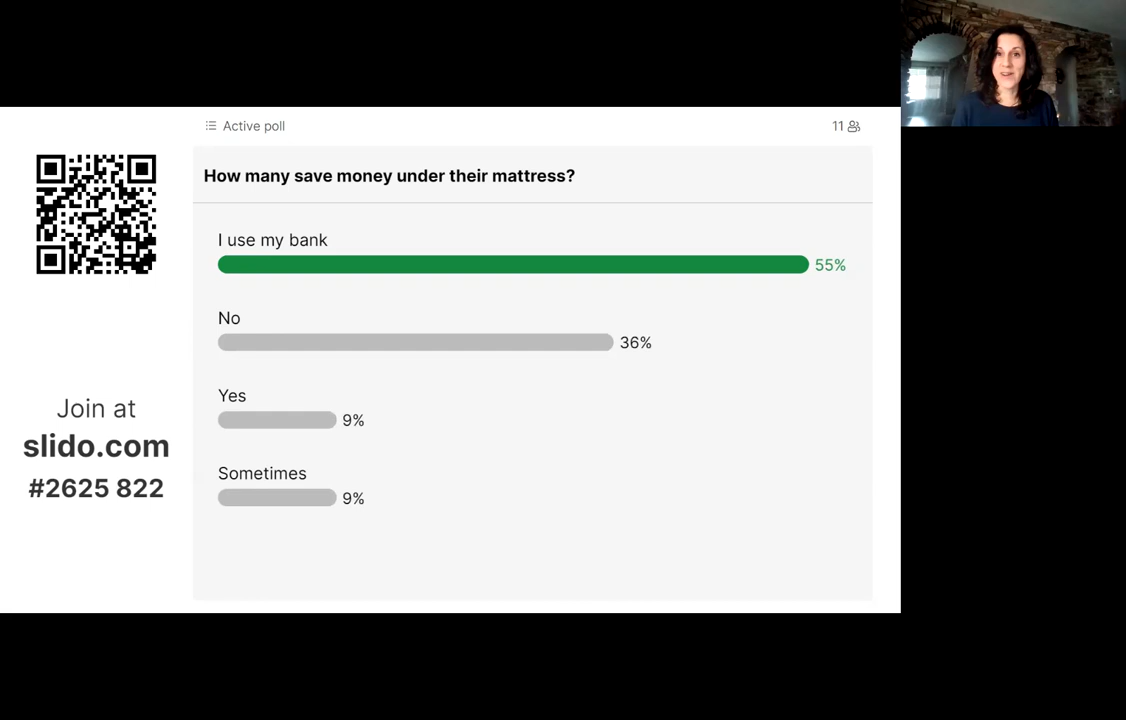 Active poll
11
How many save money under their mattress?
I use my bank
55%
No
36%
Yes
9%
Sometimes
9%
Join at
slido.com
#2625 822